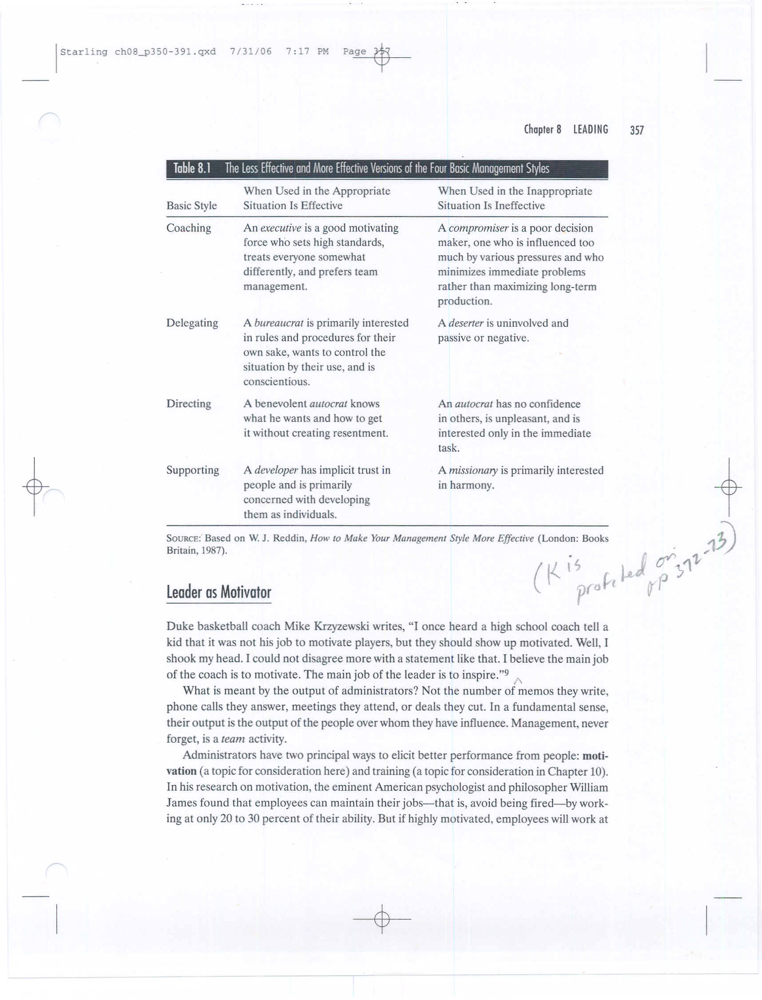 Starling ch08_p350-391.qxd 7/31/06 7:17 PM Page 357
Chapter 8 LEADING 357
Table 8.1 The Less Effective and More Effective Versions of the Four Basic Management Styles
When Used in the Appropriate When Used in the Inappropriate
Basic Style Situation Is Effective Situation Is Ineffective
Coaching An executive is a good motivating A compromiser is a poor decision
force who sets high standards, maker, one who is influenced too
treats everyone somewhat much by various pressures and who
differently, and prefers team minimizes immediate problems
management. rather than maximizing long-term
production.
Delegating A bureaucrat is primarily interested A deserter is uninvolved and
in rules and procedures for their passive or negative.
own sake, wants to control the
situation by their use, and is
conscientious.
Directing A benevolent autocrat knows An autocrat has no confidence
what he wants and how to get in others, is unpleasant, and is
it without creating resentment. interested only in the immediate
task.
Supporting A developer has implicit trust in A missionary is primarily interested
people and is primarily in harmony.
concerned with developing
them as individuals.
SOURCE: Based on W. J. Reddin, How to Make Your Management Style More Effective (London: Books
Britain, 1987).
(K is
on
pp 372-73)
Leader as Motivator
Duke basketball coach Mike Krzyzewski writes, “I once heard a high school coach tell a
kid that it was not his job to motivate players, but they should show up motivated. Well, I
shook my head. I could not disagree more with a statement like that. I believe the main job
of the coach is to motivate. The main job of the leader is to inspire.”9
What is meant by the output of administrators? Not the number of memos they write,
phone calls they answer, meetings they attend, or deals they cut. In a fundamental sense,
their output is the output of the people over whom they have influence. Management, never
forget, is a team activity.
Administrators have two principal ways to elicit better performance from people: moti-
vation (a topic for consideration here) and training (a topic for consideration in Chapter 10).
In his research on motivation, the eminent American psychologist and philosopher William
James found that employees can maintain their jobs—that is, avoid being fired—by work-
ing at only 20 to 30 percent of their ability. But if highly motivated, employees will work at